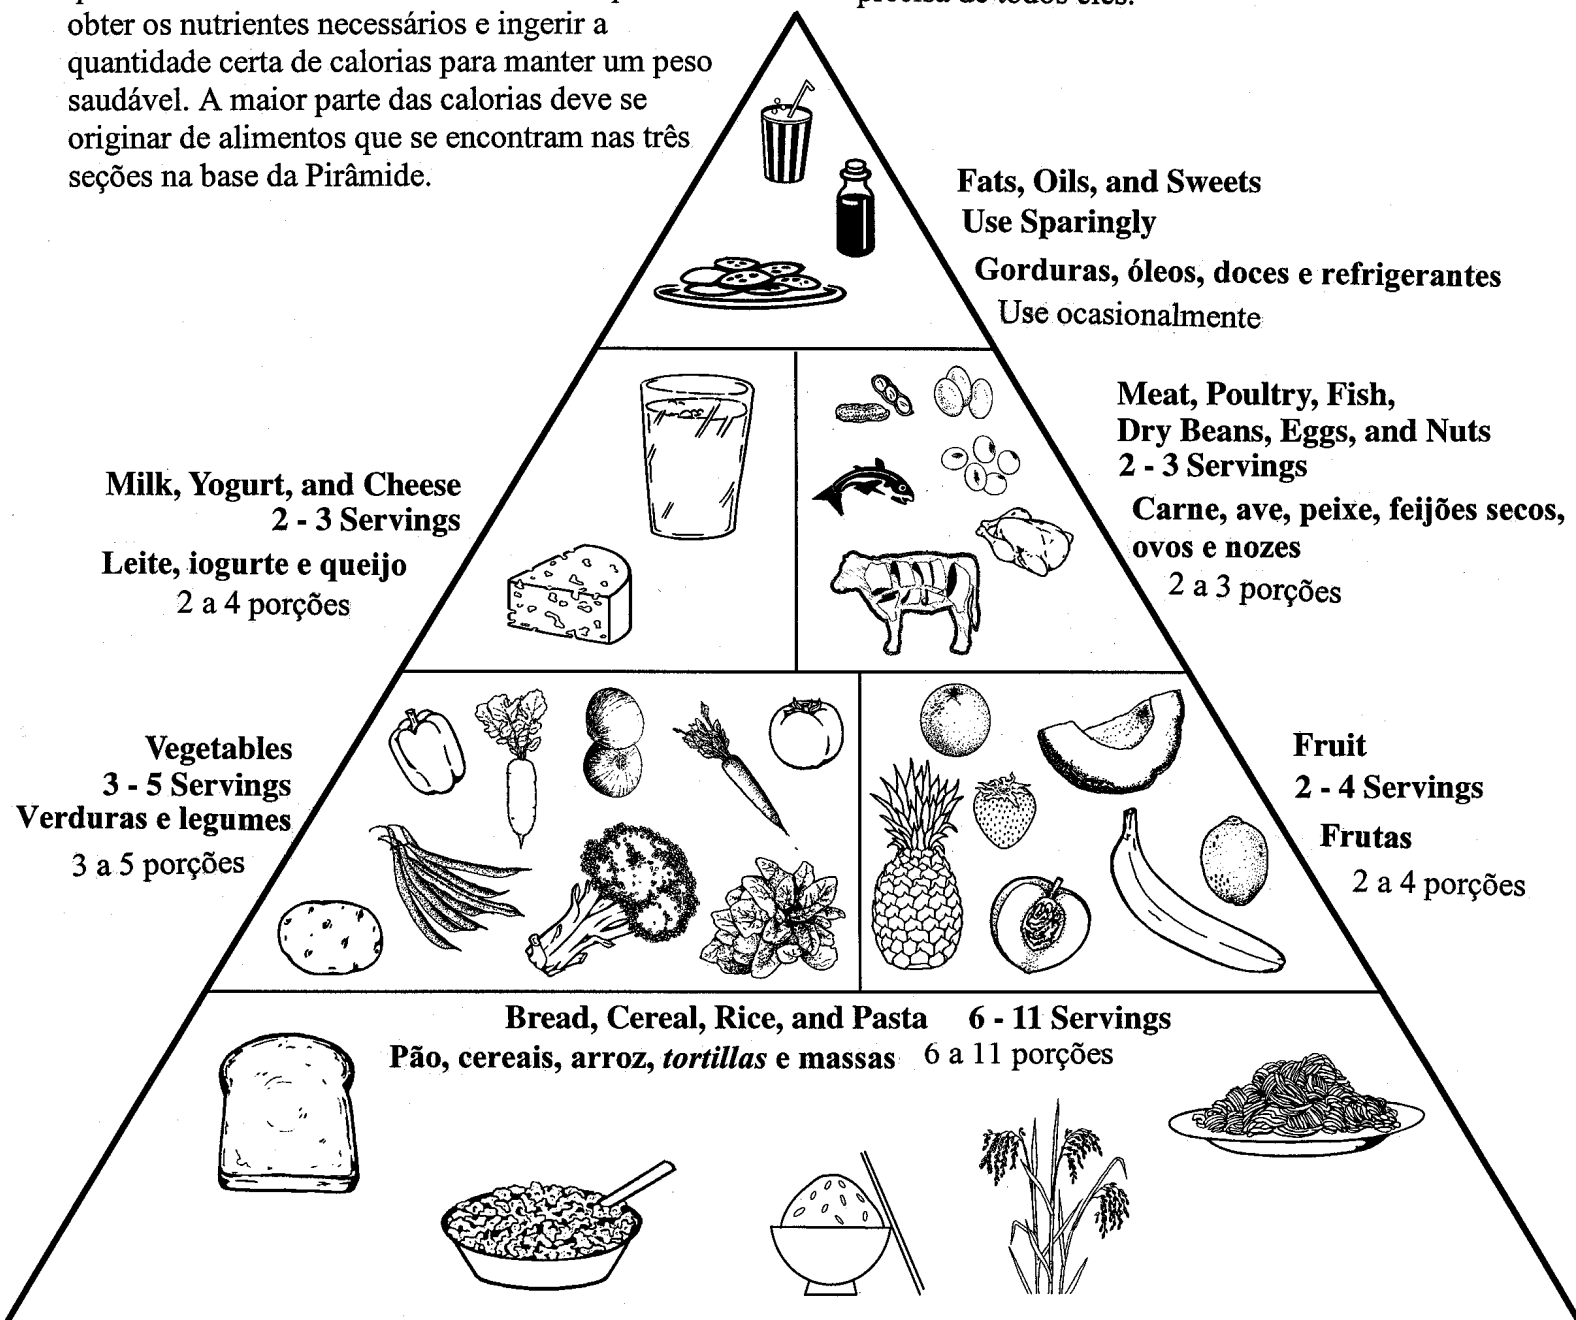 obter os nutrientes necessários e ingerir a
quantidade certa de calorias para manter um peso
saudável. A maior parte das calorias deve se
originar de alimentos que se encontram nas três
seções na base da Pirâmide.
precisa de todos eles.
Fats, Oils, and Sweets
Use Sparingly
Gorduras, óleos, doces e refrigerantes
Use ocasionalmente
Meat, Poultry, Fish,
Dry Beans, Eggs, and Nuts
2 - 3 Servings
Carne, ave, peixe, feijões secos,
ovos e nozes
2 a 3 porções
Milk, Yogurt, and Cheese
2 - 3 Servings
Leite, iogurte e queijo
2 a 4 porções
Vegetables
3 - 5 Servings
Verduras e legumes
3 a 5 porções
Fruit
2 - 4 Servings
Frutas
2 a 4 porções
Bread, Cereal, Rice, and Pasta 6 - 11 Servings
Pão, cereais, arroz, tortillas e massas 6 a 11 porções